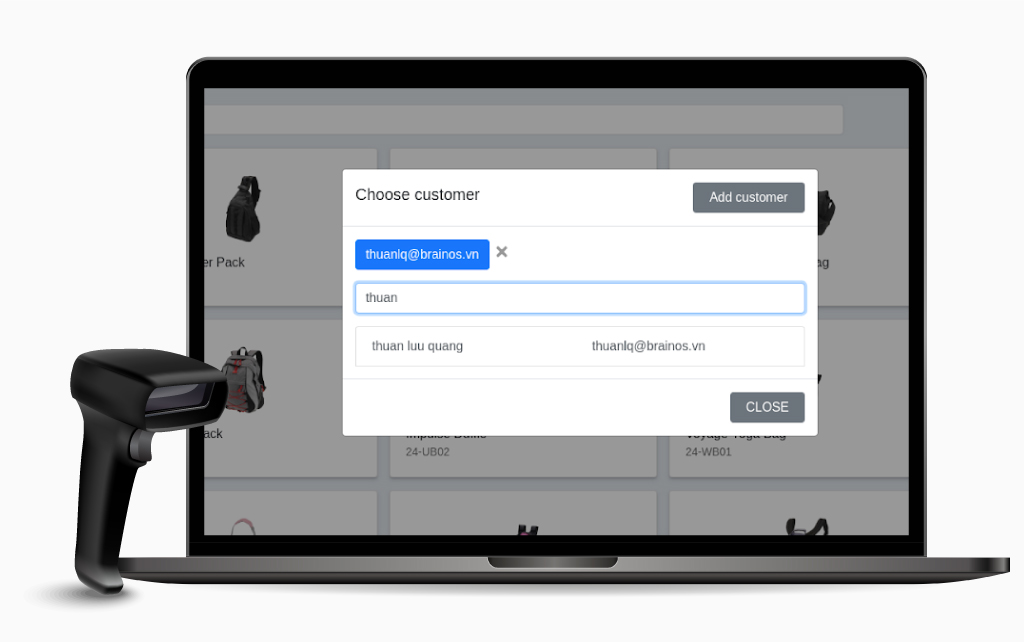 Choose customer
Add customer
thuanlq@brainos.vn
thuan
thuan luu quang thuanlq@brainos.vn
CLOSE
er Pack
ag
ack
Impulse Duffle
24-UB02
Voyage Yoga Bag
24-WB01